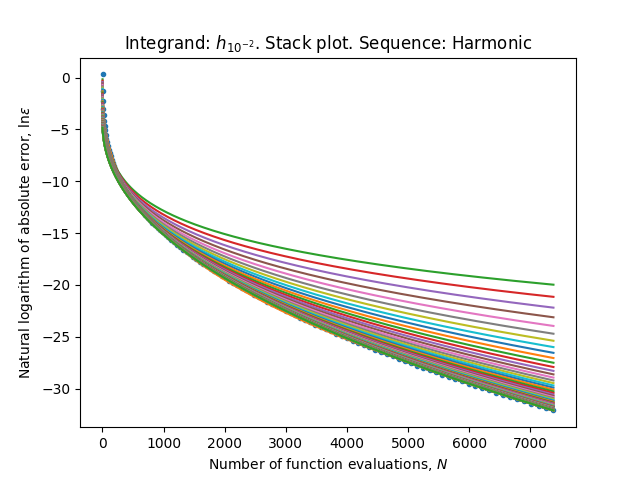 Integrand: h₁₀₋₂. Stack plot. Sequence: Harmonic
Natural logarithm of absolute error, lnε
0
−5
−10
−15
−20
−25
−30
0 1000 2000 3000 4000 5000 6000 7000
Number of function evaluations, N